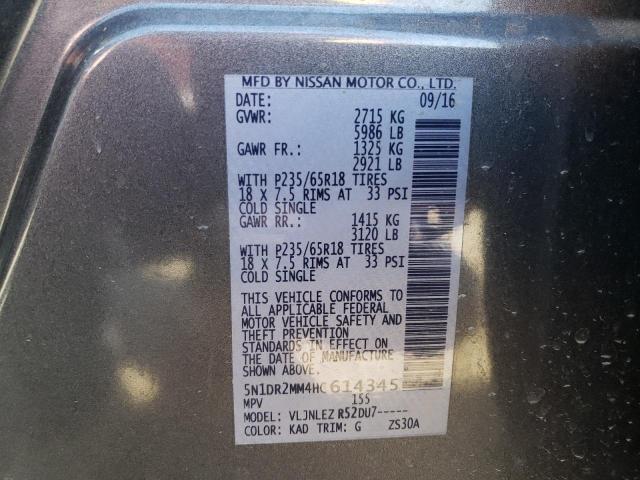 MFD BY NISSAN MOTOR CO., LTD.
DATE: 09/16
GVWR: 2715 KG
5986 LB
GAWR FR.: 1325 KG
2921 LB
WITH P235/65R18 TIRES
18 X 7.5 RIMS AT 33 PSI
COLD SINGLE
GAWR RR.: 1415 KG
3120 LB
WITH P235/65R18 TIRES
18 X 7.5 RIMS AT 33 PSI
COLD SINGLE
THIS VEHICLE CONFORMS TO
ALL APPLICABLE FEDERAL
MOTOR VEHICLE SAFETY AND
THEFT PREVENTION
STANDARDS IN EFFECT ON
THE DATE OF MANUFACTURE
SHOWN ABOVE.
5N1DR2MM4HC614345
MPV 155
MODEL: VLJNLEZ R52DU7-----
COLOR: KAD TRIM: G ZS30A